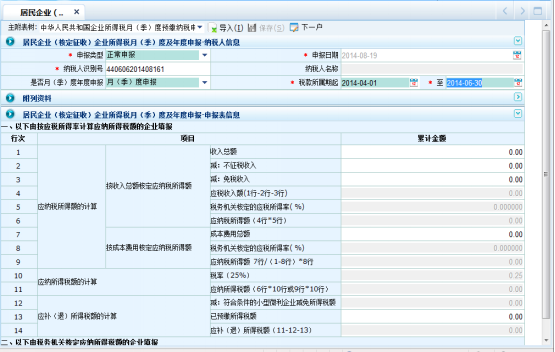 居民企业 (...
主附表树: 中华人民共和国企业所得税月(季)度预缴纳税申 导入(I) 保存(S) 下一户
居民企业(核定征收)企业所得税月(季)度及年度申报-纳税人信息
* 申报类型 正常申报 * 申报日期 2014-08-19
* 纳税人识别号 440606201408161 纳税人名称
是否月(季)度年度申报 月(季)度申报 * 税款所属期起 2014-04-01 * 至 2014-06-30
附列资料
居民企业(核定征收)企业所得税月(季)度及年度申报-申报表信息
一、以下由按应税所得率计算应纳所得税额的企业填报
行次 项目 累计金额
1 收入总额 0.00
2 减:不征税收入 0.00
3 减:免税收入 0.00
4 应税收入额(1行-2行-3行) 0.00
按收入总额核定应纳税所得额
5 税务机关核定的应税所得率(%) 0.000000
应纳税所得额的计算
6 应纳税所得额(4行*5行) 0.00
7 成本费用总额 0.00
8 按成本费用核定应纳税所得额 税务机关核定的应税所得率(%) 0.000000
9 应纳税所得额 7行/(1-8行)*8行 0.00
10 税率(25%) 0.25
应纳所得税额的计算
11 应纳所得税额(6行*10行或9行*10行) 0.00
12 减:符合条件的小型微利企业减免所得税额 0.00
13 应补(退)所得税额的计算 已预缴所得税额 0.00
14 应补(退)所得税额(11-12-13) 0.00
二、以下由税务机关核定应纳所得税额的企业填报